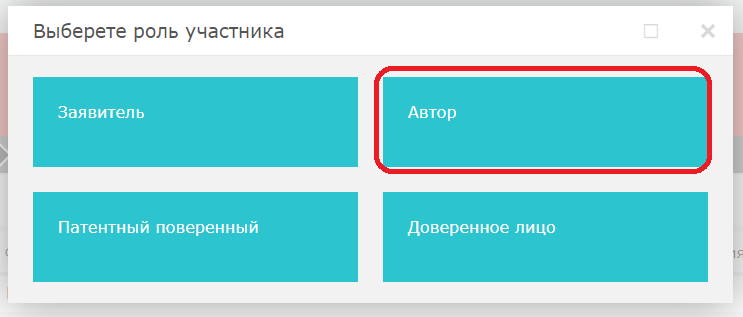 Выберете роль участника
Заявитель
Автор
Патентный поверенный
Доверенное лицо